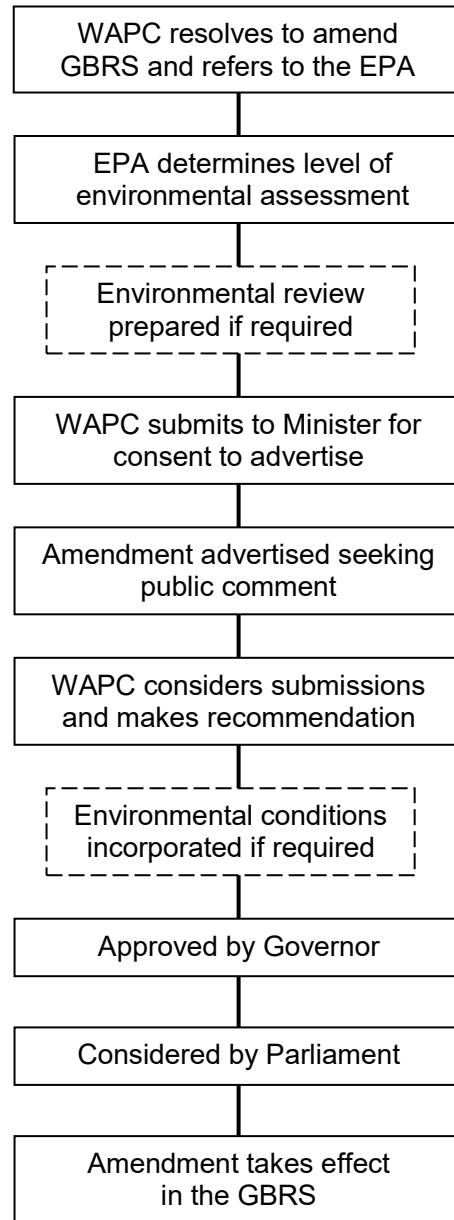 WAPC resolves to amend
GBRS and refers to the EPA
EPA determines level of
environmental assessment
Environmental review
prepared if required
WAPC submits to Minister for
consent to advertise
Amendment advertised seeking
public comment
WAPC considers submissions
and makes recommendation
Environmental conditions
incorporated if required
Approved by Governor
Considered by Parliament
Amendment takes effect
in the GBRS